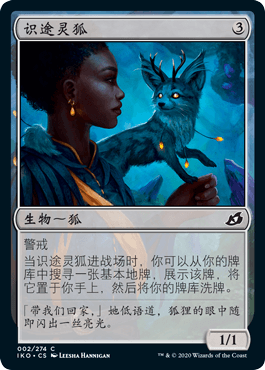 识途灵狐 3
生物～狐
警戒
当识途灵狐进战场时，你可以从你的牌
库中搜寻一张基本地牌，展示该牌，将
它置于你手上，然后将你的牌库洗牌。
「带我们回家，」她低语道，狐狸的眼中随
即闪出一丝亮光。
1/1
002/274 C
IKO • CS LEESHA HANNIGAN
™ & © 2020 Wizards of the Coast